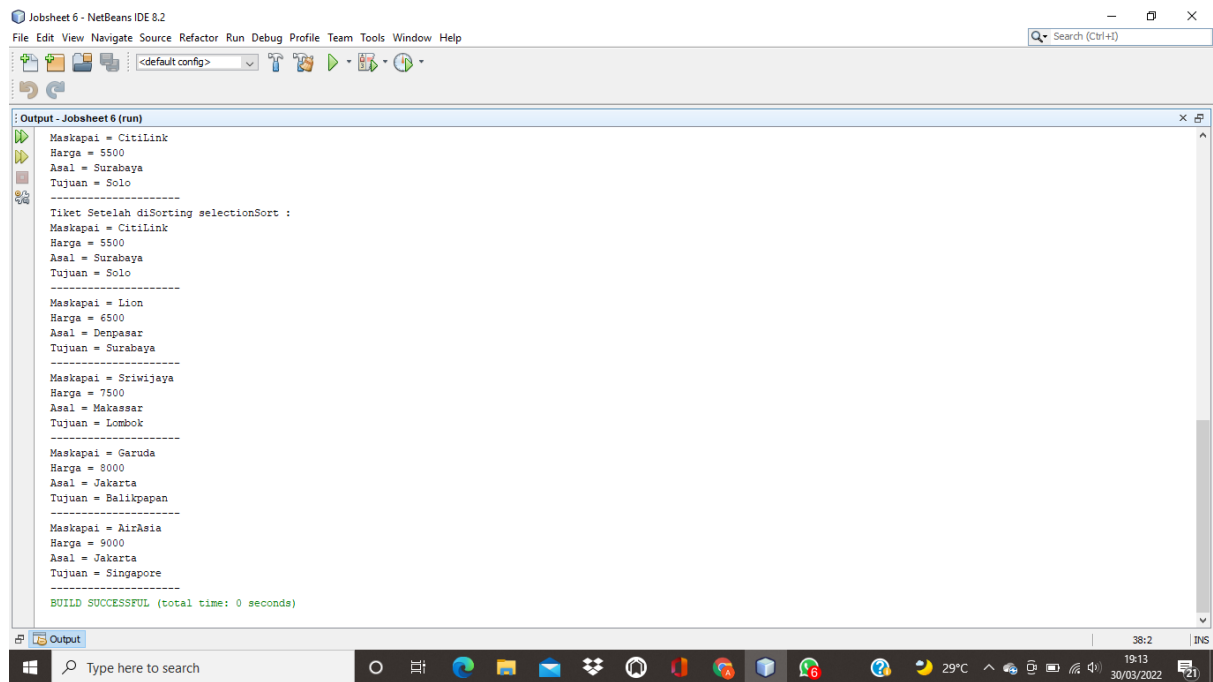 Jobsheet 6 - NetBeans IDE 8.2
File Edit View Navigate Source Refactor Run Debug Profile Team Tools Window Help
Search (Ctrl+I)
<default config>
Output - Jobsheet 6 (run)
Maskapai = CitiLink
Harga = 5500
Asal = Surabaya
Tujuan = Solo
---------------------
Tiket Setelah diSorting selectionSort :
Maskapai = CitiLink
Harga = 5500
Asal = Surabaya
Tujuan = Solo
---------------------
Maskapai = Lion
Harga = 6500
Asal = Denpasar
Tujuan = Surabaya
---------------------
Maskapai = Sriwijaya
Harga = 7500
Asal = Makassar
Tujuan = Lombok
---------------------
Maskapai = Garuda
Harga = 8000
Asal = Jakarta
Tujuan = Balikpapan
---------------------
Maskapai = AirAsia
Harga = 9000
Asal = Jakarta
Tujuan = Singapore
---------------------
BUILD SUCCESSFUL (total time: 0 seconds)
Output
38:2
INS
Type here to search
6
29°C
19:13
30/03/2022
21